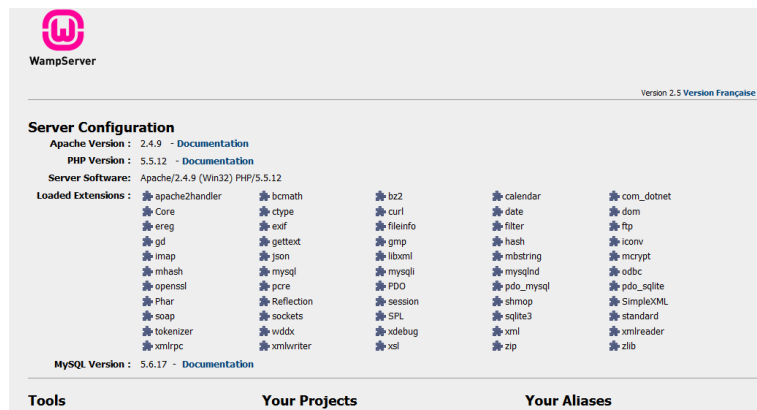 WampServer
Version 2.5 Version Française
Server Configuration
Apache Version : 2.4.9 - Documentation
PHP Version : 5.5.12 - Documentation
Server Software: Apache/2.4.9 (Win32) PHP/5.5.12
Loaded Extensions : apache2handler bcmath bz2 calendar com_dotnet
Core ctype curl date dom
ereg exif fileinfo filter ftp
gd gettext gmp hash iconv
imap json libxml mbstring mcrypt
mhash mysql mysqli mysqlnd odbc
openssl pcre PDO pdo_mysql pdo_sqlite
Phar Reflection session shmop SimpleXML
soap sockets SPL sqlite3 standard
tokenizer wddx xdebug xml xmlreader
xmlrpc xmlwriter xsl zip zlib
MySQL Version : 5.6.17 - Documentation
Tools Your Projects Your Aliases